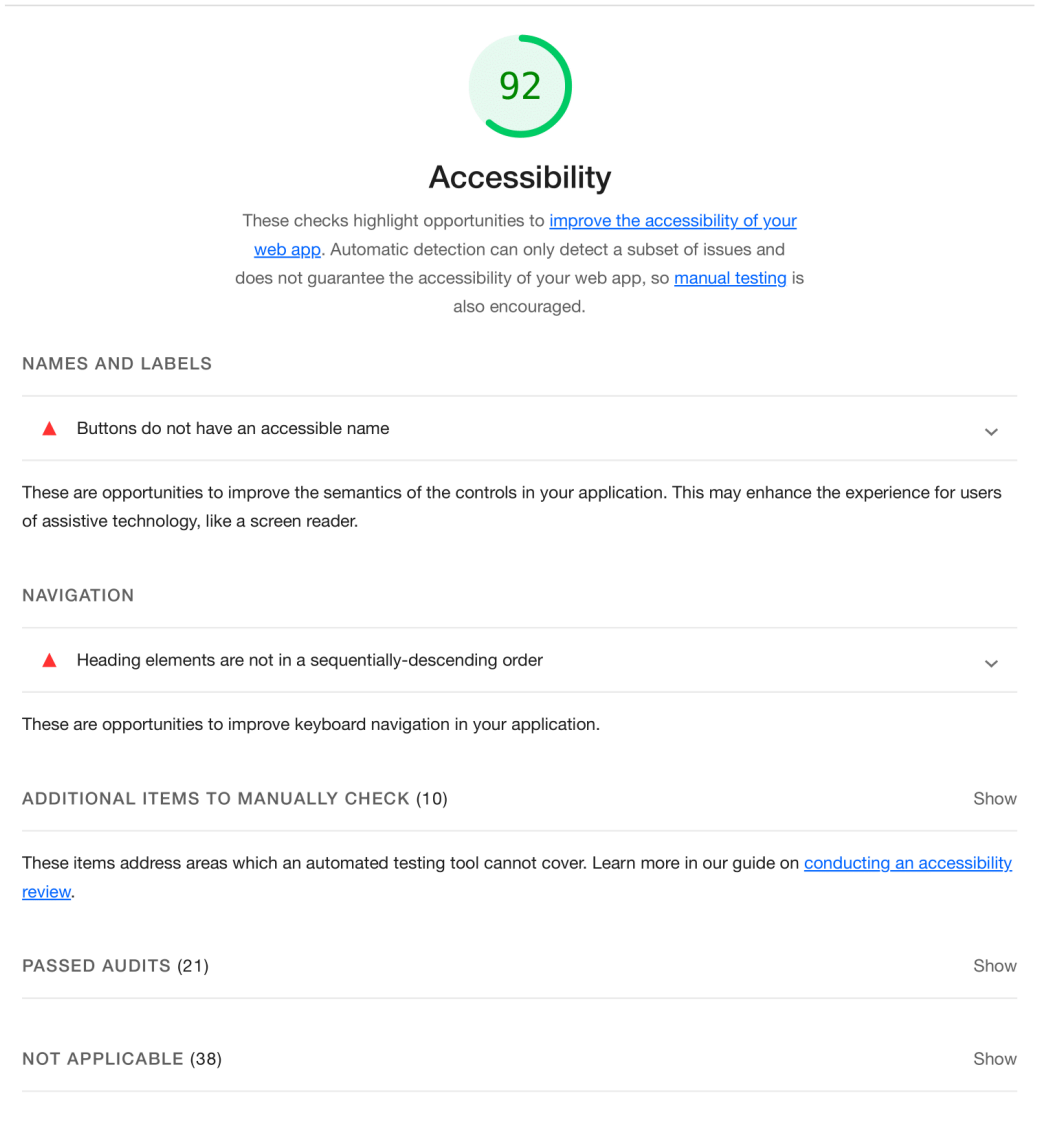 92
Accessibility
These checks highlight opportunities to improve the accessibility of your
web app. Automatic detection can only detect a subset of issues and
does not guarantee the accessibility of your web app, so manual testing is
also encouraged.
NAMES AND LABELS
Buttons do not have an accessible name
These are opportunities to improve the semantics of the controls in your application. This may enhance the experience for users
of assistive technology, like a screen reader.
NAVIGATION
Heading elements are not in a sequentially-descending order
These are opportunities to improve keyboard navigation in your application.
ADDITIONAL ITEMS TO MANUALLY CHECK (10) Show
These items address areas which an automated testing tool cannot cover. Learn more in our guide on conducting an accessibility
review.
PASSED AUDITS (21) Show
NOT APPLICABLE (38) Show